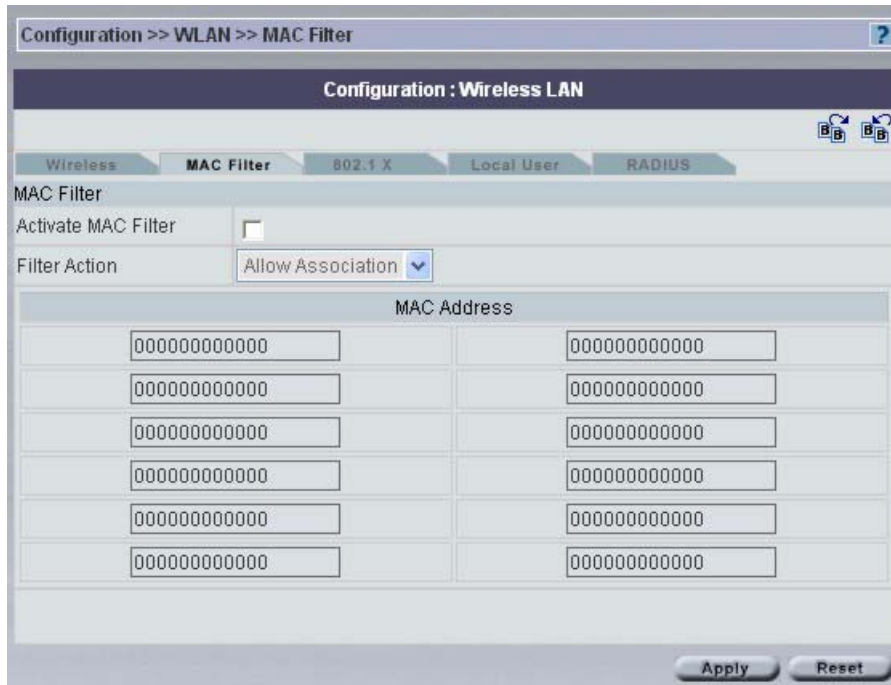 Configuration >> WLAN >> MAC Filter ?
Configuration : Wireless LAN
B B B B
Wireless MAC Filter 802.1 X Local User RADIUS
MAC Filter
Activate MAC Filter
Filter Action Allow Association
MAC Address
000000000000 000000000000
000000000000 000000000000
000000000000 000000000000
000000000000 000000000000
000000000000 000000000000
000000000000 000000000000
Apply Reset